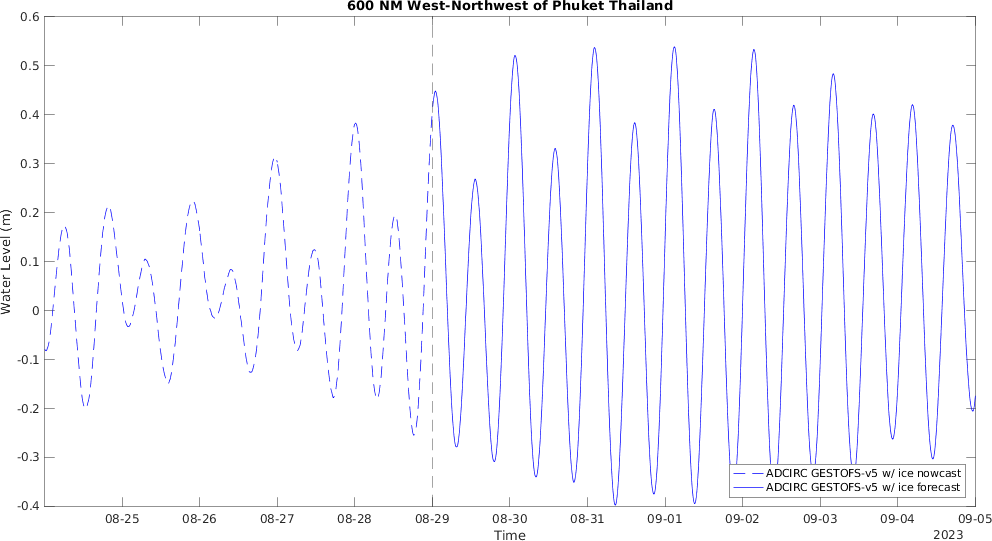 600 NM West-Northwest of Phuket Thailand
0.6
0.5
0.4
0.3
0.2
0.1
0
-0.1
-0.2
-0.3
-0.4
Water Level (m)
08-25 08-26 08-27 08-28 08-29 08-30 08-31 09-01 09-02 09-03 09-04 09-05
Time
2023
ADCIRC GESTOFS-v5 w/ ice nowcast
ADCIRC GESTOFS-v5 w/ ice forecast